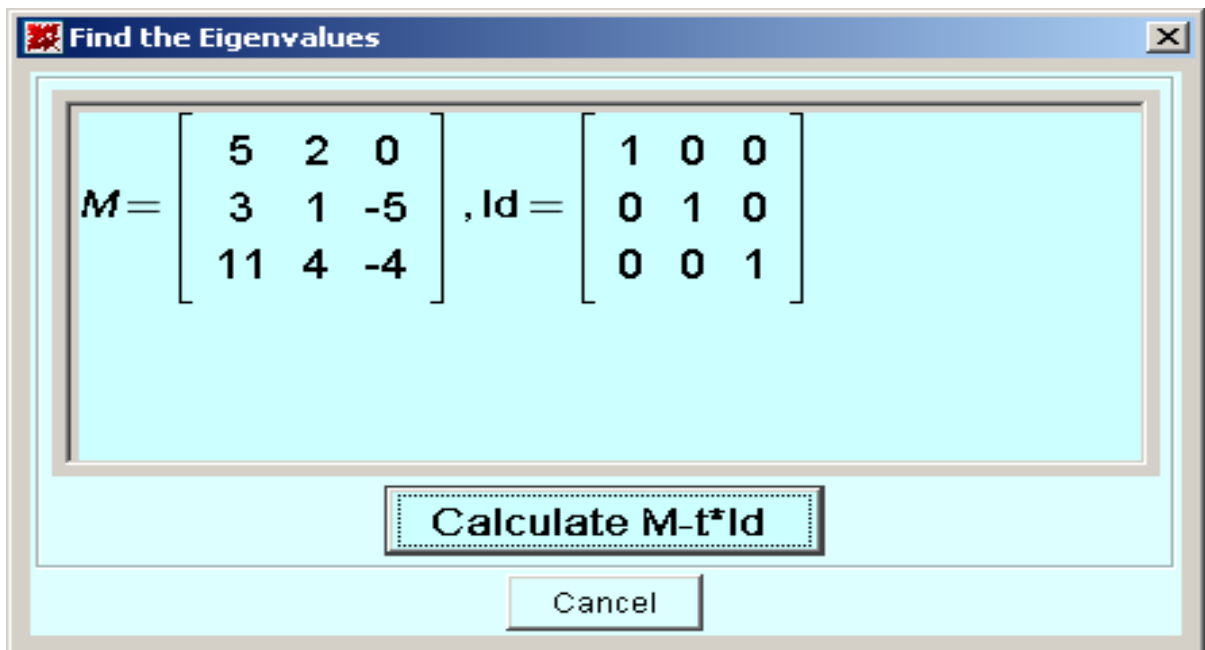 Find the Eigenvalues
5 2 0 1 0 0
M= 3 1 -5 , Id = 0 1 0
11 4 -4 0 0 1
Calculate M-t*Id
Cancel